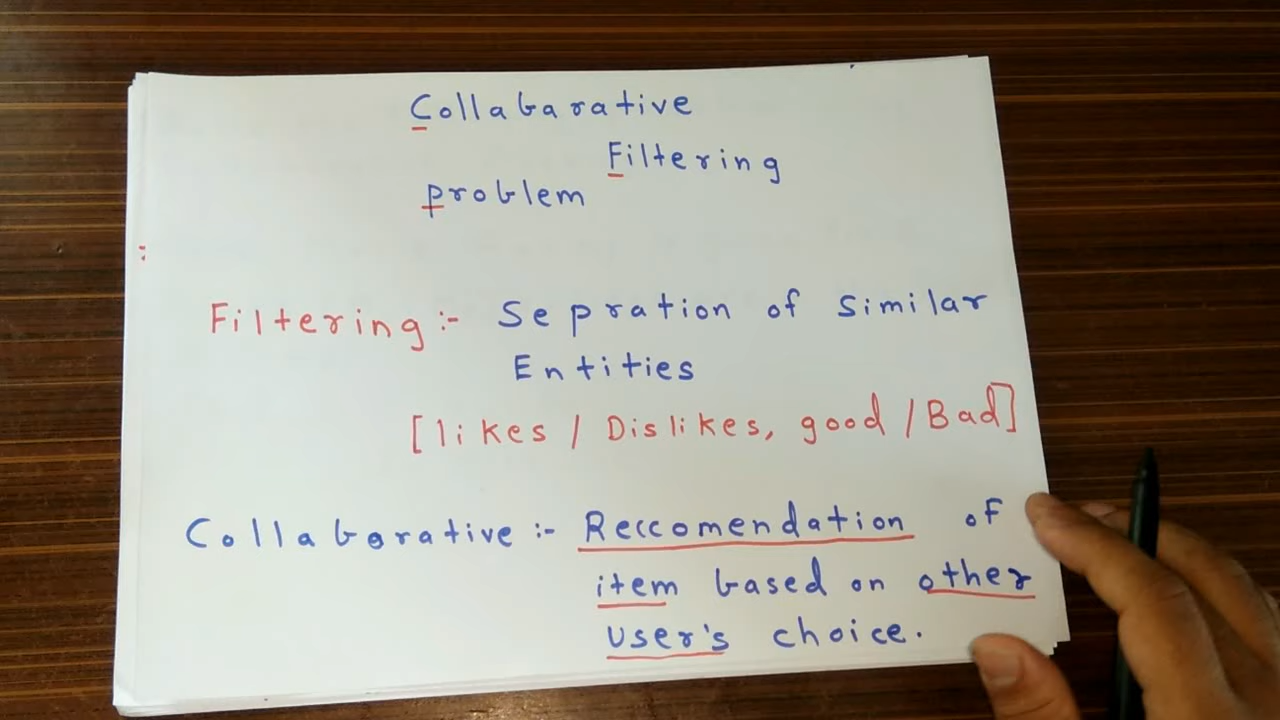 Collabarative
Filtering
problem
Filtering :- Sepration of similar
Entities
[likes / Dislikes, good / Bad]
Collaborative :- Reccomendation of
item based on other
user's choice.